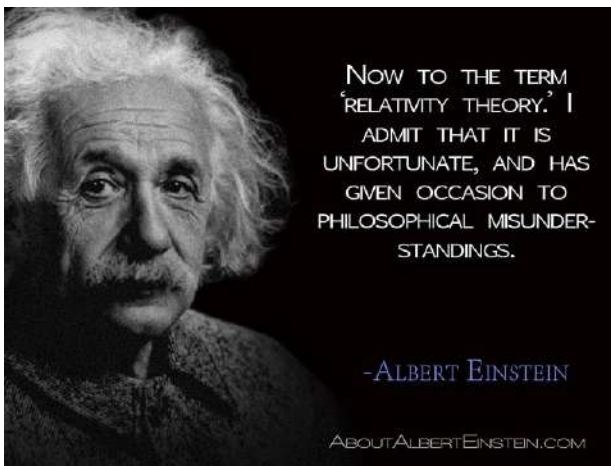 NOW TO THE TERM
'RELATIVITY THEORY.' I
ADMIT THAT IT IS
UNFORTUNATE, AND HAS
GIVEN OCCASION TO
PHILOSOPHICAL MISUNDER-
STANDINGS.
-ALBERT EINSTEIN
ABOUTALBERTEINSTEIN.COM